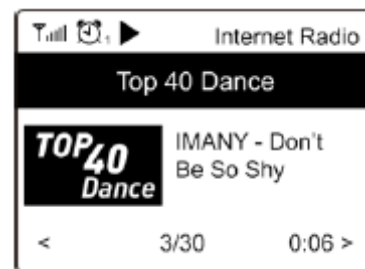 Internet Radio
Top 40 Dance
TOP 40 Dance
IMANY - Don't
Be So Shy
< 3/30 0:06 >